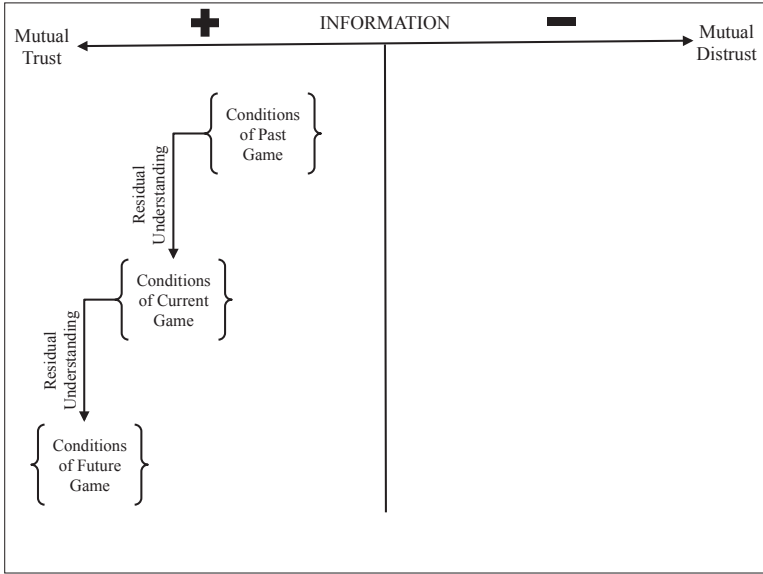 + INFORMATION −
Mutual
Trust
Mutual
Distrust
Conditions
of Past
Game
Residual
Understanding
Conditions
of Current
Game
Residual
Understanding
Conditions
of Future
Game